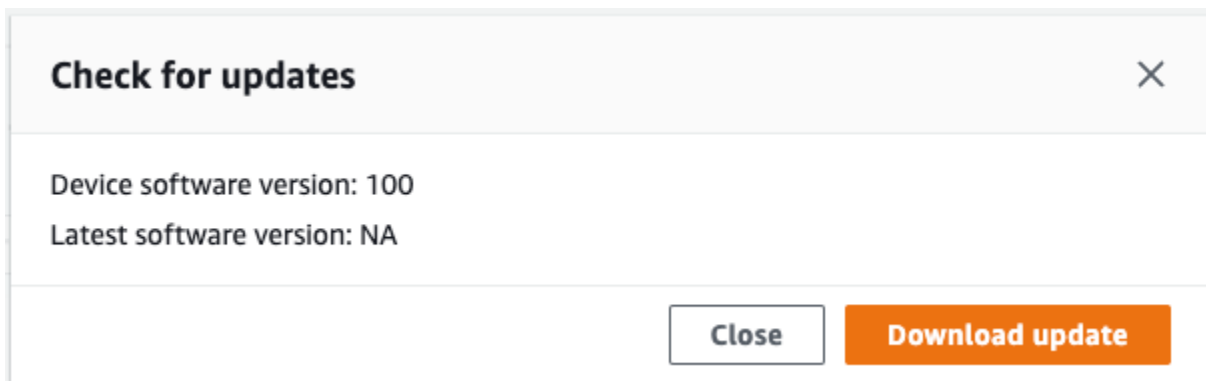 Check for updates
Device software version: 100
Latest software version: NA
Close
Download update